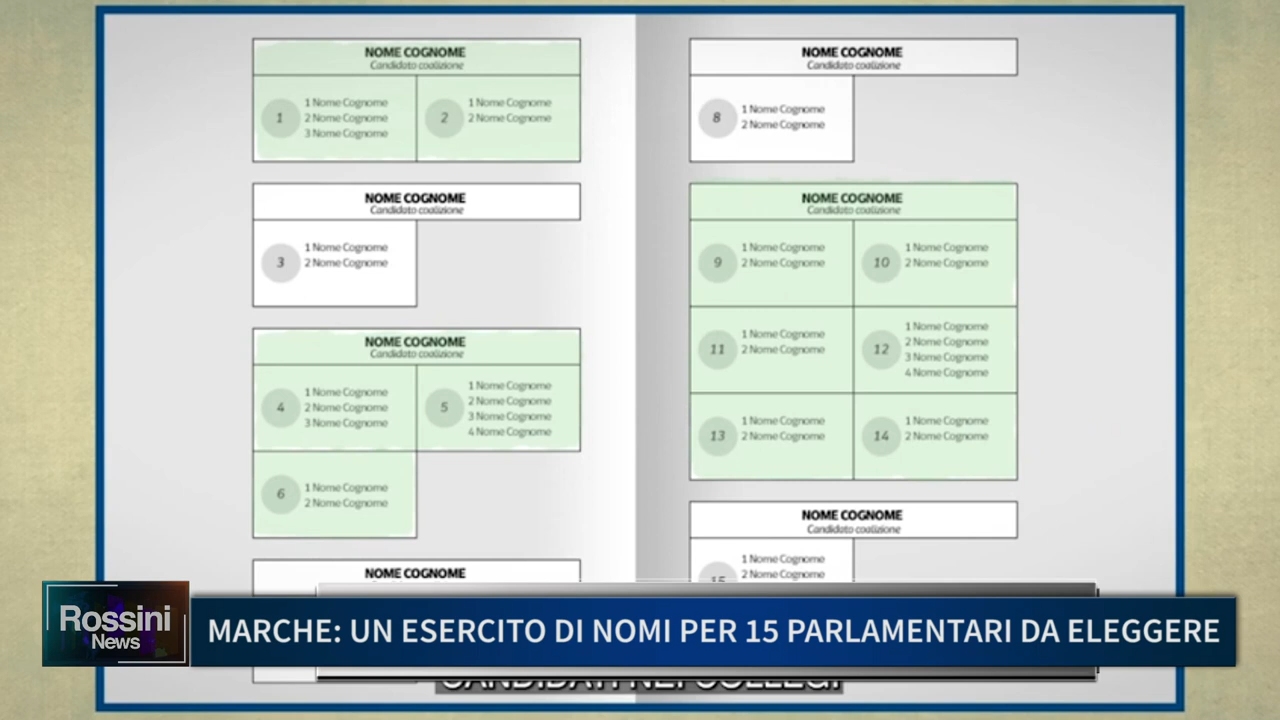 NOME COGNOME
Candidato coalizione
1
1 Nome Cognome
2 Nome Cognome
3 Nome Cognome
2
1 Nome Cognome
2 Nome Cognome
NOME COGNOME
Candidato coalizione
3
1 Nome Cognome
2 Nome Cognome
NOME COGNOME
Candidato coalizione
4
1 Nome Cognome
2 Nome Cognome
3 Nome Cognome
5
1 Nome Cognome
2 Nome Cognome
3 Nome Cognome
4 Nome Cognome
6
1 Nome Cognome
2 Nome Cognome
NOME COGNOME
NOME COGNOME
Candidato coalizione
8
1 Nome Cognome
2 Nome Cognome
NOME COGNOME
Candidato coalizione
9
1 Nome Cognome
2 Nome Cognome
10
1 Nome Cognome
2 Nome Cognome
11
1 Nome Cognome
2 Nome Cognome
12
1 Nome Cognome
2 Nome Cognome
3 Nome Cognome
4 Nome Cognome
13
1 Nome Cognome
2 Nome Cognome
14
1 Nome Cognome
2 Nome Cognome
NOME COGNOME
Candidato coalizione
15
1 Nome Cognome
2 Nome Cognome
Rossini
News
MARCHE: UN ESERCITO DI NOMI PER 15 PARLAMENTARI DA ELEGGERE